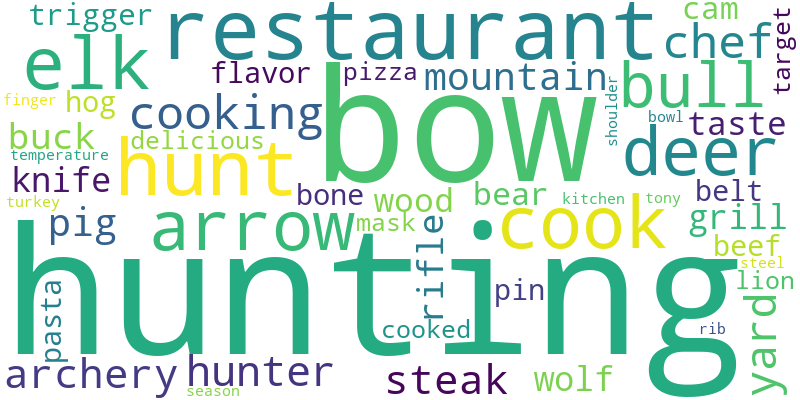 trigger
restaurant
cam
chef
target
elk
flavor
pizza
mountain
bull
finger
hog
cooking
bow
shoulder
bowl
taste
buck
delicious
hunt
deer
temperature
knife
bone
wood
bear
kitchen
tony
belt
turkey
pig
arrow
mask
rifle
cook
grill
beef
steel
hunting
pasta
pin
lion
yard
cooked
rib
archery
hunter
season
steak
wolf